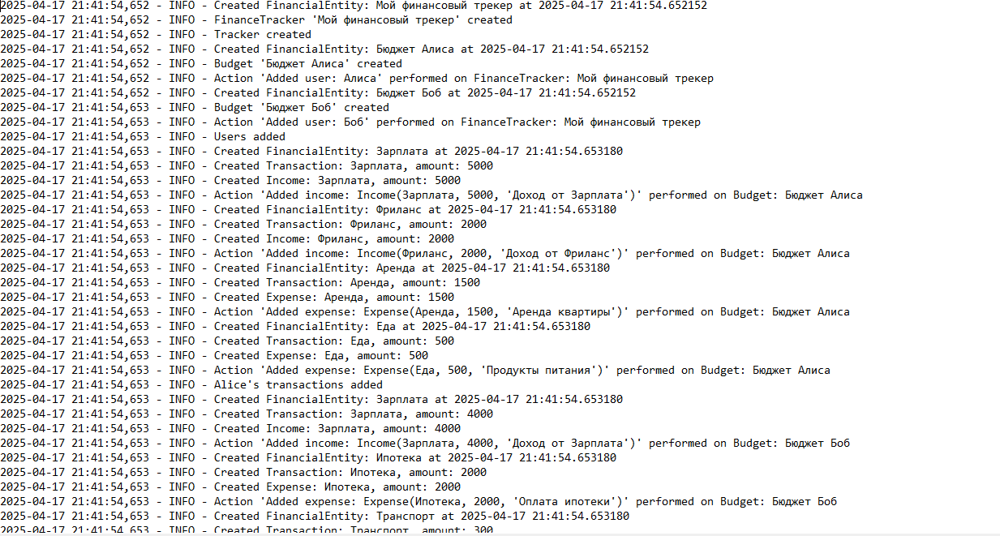 2025-04-17 21:41:54,652 - INFO - Created FinancialEntity: Мой финансовый трекер at 2025-04-17 21:41:54.652152
2025-04-17 21:41:54,652 - INFO - FinanceTracker 'Мой финансовый трекер' created
2025-04-17 21:41:54,652 - INFO - Tracker created
2025-04-17 21:41:54,652 - INFO - Created FinancialEntity: Бюджет Алиса at 2025-04-17 21:41:54.652152
2025-04-17 21:41:54,652 - INFO - Budget 'Бюджет Алиса' created
2025-04-17 21:41:54,652 - INFO - Action 'Added user: Алиса' performed on FinanceTracker: Мой финансовый трекер
2025-04-17 21:41:54,652 - INFO - Created FinancialEntity: Бюджет Боб at 2025-04-17 21:41:54.652152
2025-04-17 21:41:54,653 - INFO - Budget 'Бюджет Боб' created
2025-04-17 21:41:54,653 - INFO - Action 'Added user: Боб' performed on FinanceTracker: Мой финансовый трекер
2025-04-17 21:41:54,653 - INFO - Users added
2025-04-17 21:41:54,653 - INFO - Created FinancialEntity: Зарплата at 2025-04-17 21:41:54.653180
2025-04-17 21:41:54,653 - INFO - Created Transaction: Зарплата, amount: 5000
2025-04-17 21:41:54,653 - INFO - Created Income: Зарплата, amount: 5000
2025-04-17 21:41:54,653 - INFO - Action 'Added income: Income(Зарплата, 5000, 'Доход от Зарплата')' performed on Budget: Бюджет Алиса
2025-04-17 21:41:54,653 - INFO - Created FinancialEntity: Фриланс at 2025-04-17 21:41:54.653180
2025-04-17 21:41:54,653 - INFO - Created Transaction: Фриланс, amount: 2000
2025-04-17 21:41:54,653 - INFO - Created Income: Фриланс, amount: 2000
2025-04-17 21:41:54,653 - INFO - Action 'Added income: Income(Фриланс, 2000, 'Доход от Фриланс')' performed on Budget: Бюджет Алиса
2025-04-17 21:41:54,653 - INFO - Created FinancialEntity: Аренда at 2025-04-17 21:41:54.653180
2025-04-17 21:41:54,653 - INFO - Created Transaction: Аренда, amount: 1500
2025-04-17 21:41:54,653 - INFO - Created Expense: Аренда, amount: 1500
2025-04-17 21:41:54,653 - INFO - Action 'Added expense: Expense(Аренда, 1500, 'Аренда квартиры')' performed on Budget: Бюджет Алиса
2025-04-17 21:41:54,653 - INFO - Created FinancialEntity: Еда at 2025-04-17 21:41:54.653180
2025-04-17 21:41:54,653 - INFO - Created Transaction: Еда, amount: 500
2025-04-17 21:41:54,653 - INFO - Created Expense: Еда, amount: 500
2025-04-17 21:41:54,653 - INFO - Action 'Added expense: Expense(Еда, 500, 'Продукты питания')' performed on Budget: Бюджет Алиса
2025-04-17 21:41:54,653 - INFO - Alice's transactions added
2025-04-17 21:41:54,653 - INFO - Created FinancialEntity: Зарплата at 2025-04-17 21:41:54.653180
2025-04-17 21:41:54,653 - INFO - Created Transaction: Зарплата, amount: 4000
2025-04-17 21:41:54,653 - INFO - Created Income: Зарплата, amount: 4000
2025-04-17 21:41:54,653 - INFO - Action 'Added income: Income(Зарплата, 4000, 'Доход от Зарплата')' performed on Budget: Бюджет Боб
2025-04-17 21:41:54,653 - INFO - Created FinancialEntity: Ипотека at 2025-04-17 21:41:54.653180
2025-04-17 21:41:54,653 - INFO - Created Transaction: Ипотека, amount: 2000
2025-04-17 21:41:54,653 - INFO - Created Expense: Ипотека, amount: 2000
2025-04-17 21:41:54,653 - INFO - Action 'Added expense: Expense(Ипотека, 2000, 'Оплата ипотеки')' performed on Budget: Бюджет Боб
2025-04-17 21:41:54,653 - INFO - Created FinancialEntity: Транспорт at 2025-04-17 21:41:54.653180
2025-04-17 21:41:54,653 - INFO - Created Transaction: Транспорт, amount: 300